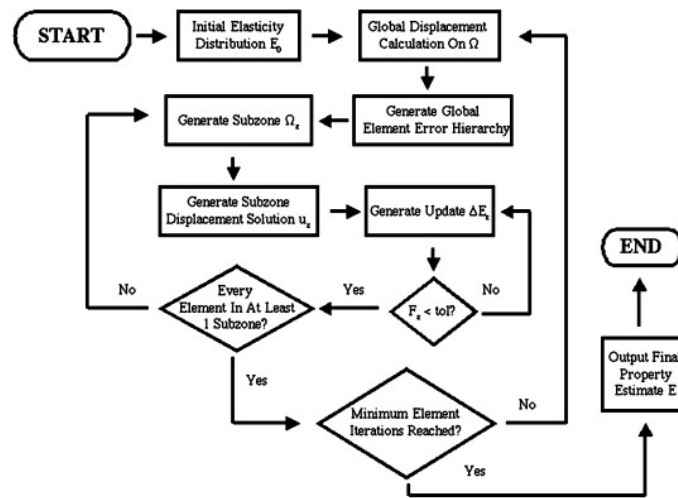 START
Initial Elasticity
Distribution E0
Global Displacement
Calculation On Ω
Generate Subzone Ωz
Generate Global
Element Error Hierarchy
Generate Subzone
Displacement Solution uz
Generate Update ΔEz
END
No
Every
Element In At Least
1 Subzone?
Yes
Fz < tol?
No
Output Final
Property
Estimate E
Yes
Minimum Element
Iterations Reached?
No
Yes